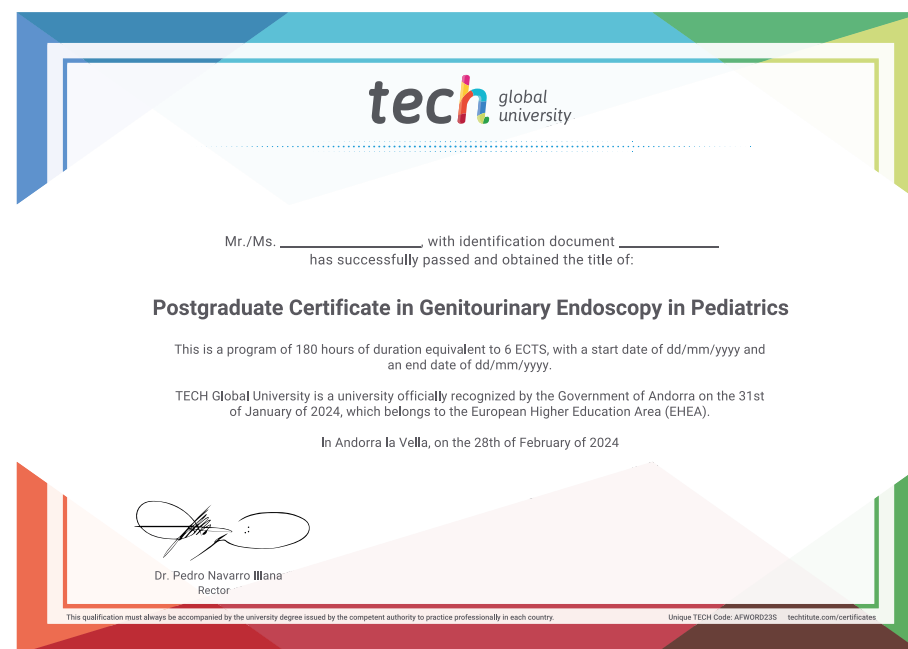 tech global
university
Mr./Ms. ____________, with identification document ____________
has successfully passed and obtained the title of:
Postgraduate Certificate in Genitourinary Endoscopy in Pediatrics
This is a program of 180 hours of duration equivalent to 6 ECTS, with a start date of dd/mm/yyyy and
an end date of dd/mm/yyyy.
TECH Global University is a university officially recognized by the Government of Andorra on the 31st
of January of 2024, which belongs to the European Higher Education Area (EHEA).
In Andorra la Vella, on the 28th of February of 2024
Dr. Pedro Navarro Illana
Rector
This qualification must always be accompanied by the university degree issued by the competent authority to practice professionally in each country. Unique TECH Code: AFWORD23S techtitute.com/certificates